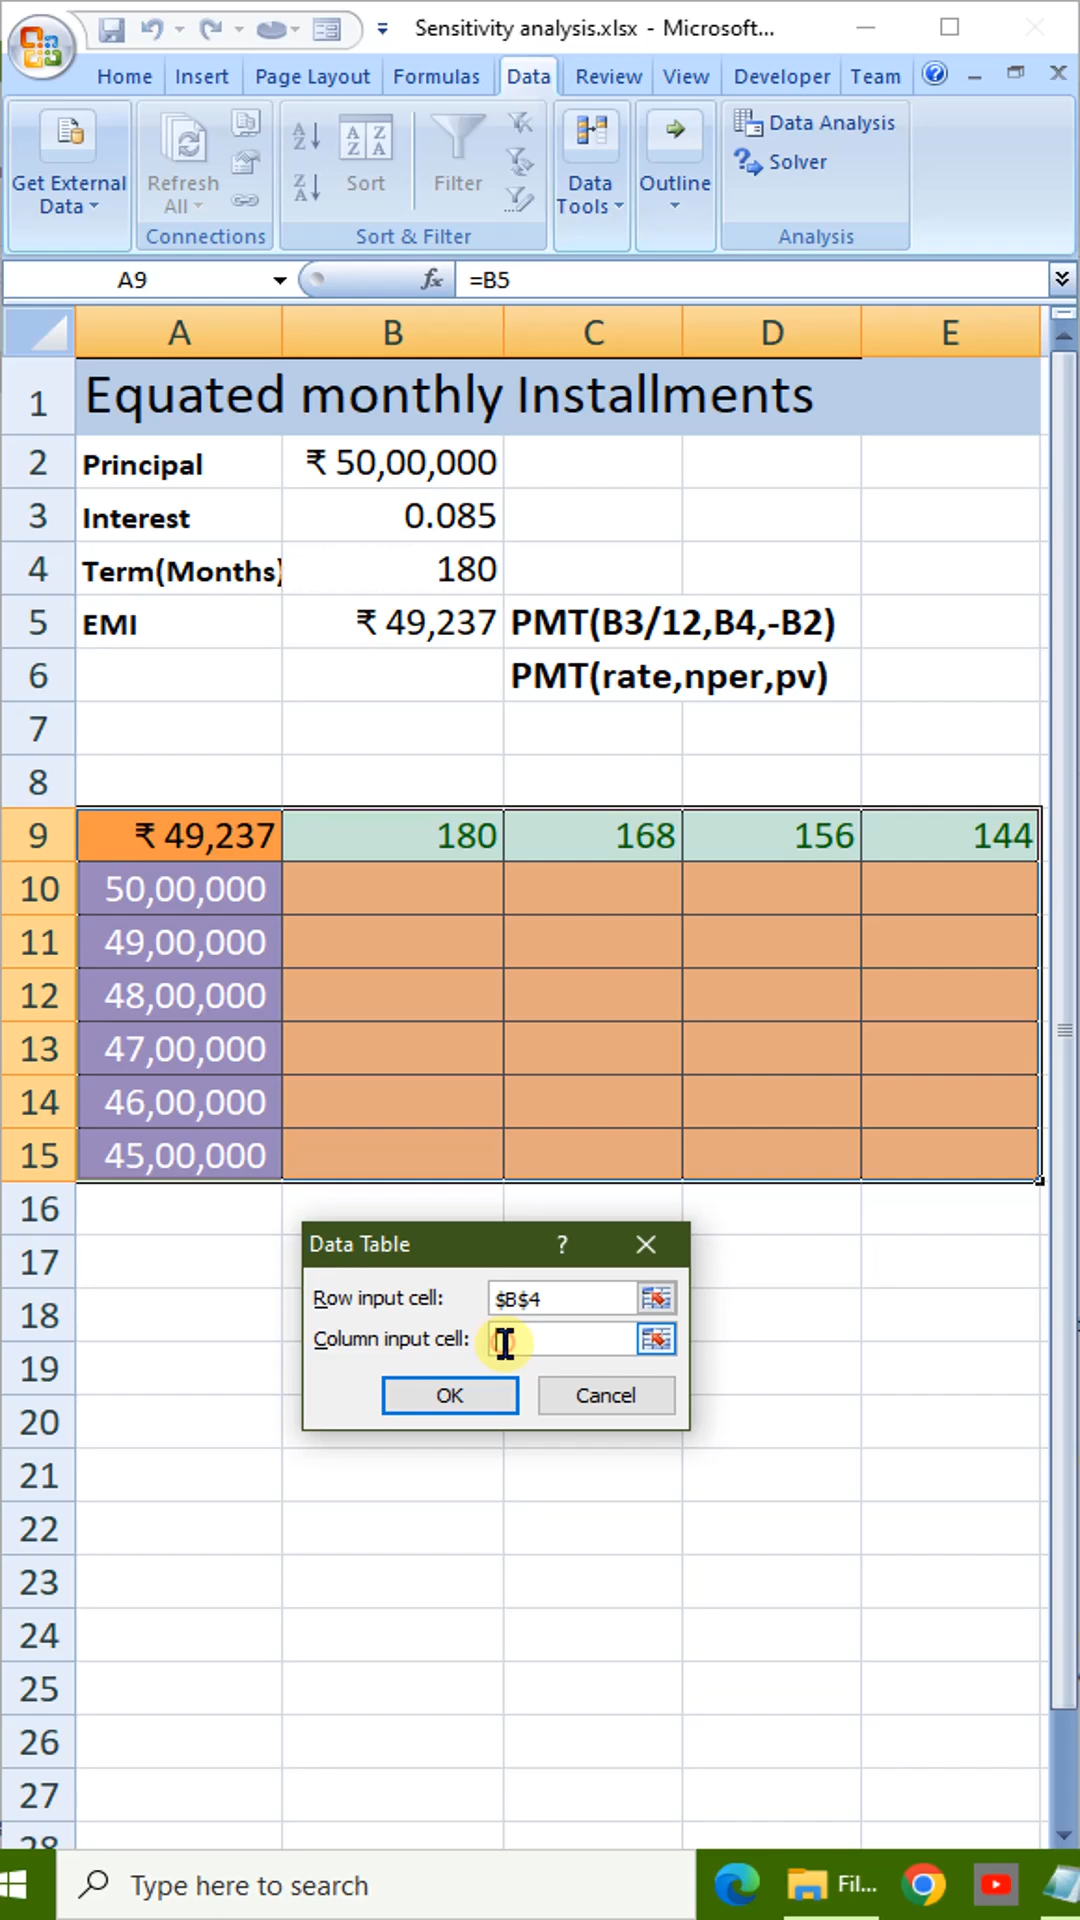 Sensitivity analysis.xlsx - Microsoft...
Home Insert Page Layout Formulas Data Review View Developer Team
Get External Data
Refresh All
Connections
Sort
Filter
Sort & Filter
Data Tools
Outline
Data Analysis
Solver
Analysis
A9 fx =B5
A B C D E
1 Equated monthly Installments
2 Principal ₹ 50,00,000
3 Interest 0.085
4 Term(Months) 180
5 EMI ₹ 49,237 PMT(B3/12,B4,-B2)
6 PMT(rate,nper,pv)
7
8
9 ₹ 49,237 180 168 156 144
10 50,00,000
11 49,00,000
12 48,00,000
13 47,00,000
14 46,00,000
15 45,00,000
16
Data Table ? 
17
Row input cell: $B$4
18
Column input cell:
19
OK Cancel
20
21
22
23
24
25
26
27
28
Type here to search Fil...